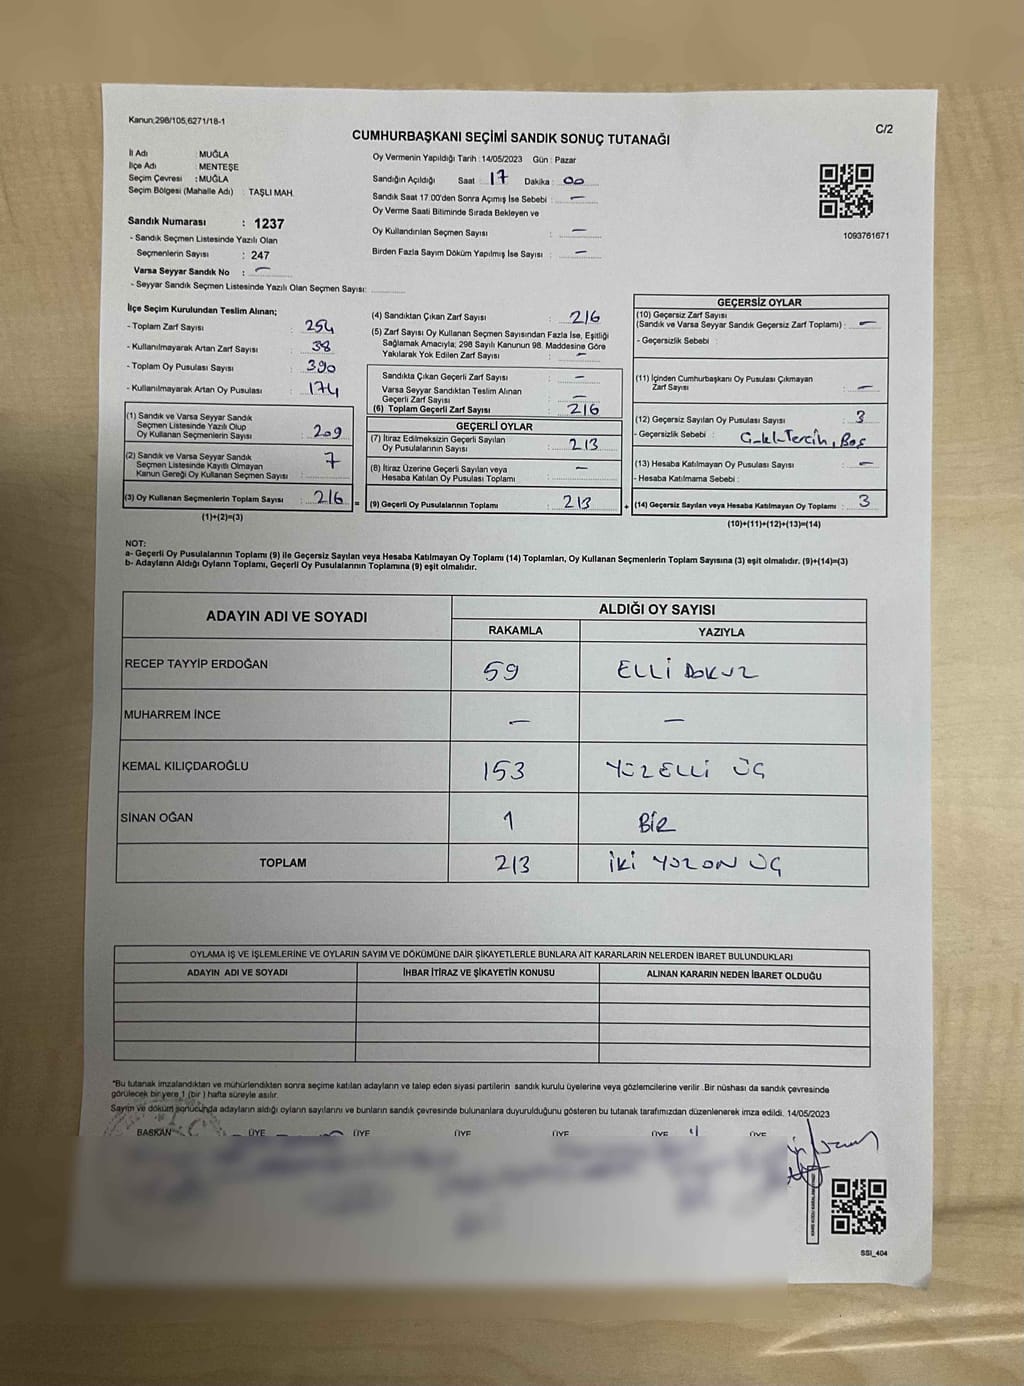 Kanun;298/105,6271/18-1
C/2
CUMHURBAŞKANI SEÇİMİ SANDIK SONUÇ TUTANAĞI
İl Adı : MUĞLA
İlçe Adı : MENTEŞE
Seçim Çevresi : MUĞLA
Seçim Bölgesi (Mahalle Adı) : TAŞLI MAH.
Sandık Numarası : 1237
- Sandık Seçmen Listesinde Yazılı Olan
Seçmenlerin Sayısı : 247
Varsa Seyyar Sandık No : —
- Seyyar Sandık Seçmen Listesinde Yazılı Olan Seçmen Sayısı:
Oy Vermenin Yapıldığı Tarih : 14/05/2023 Gün : Pazar
Sandığın Açıldığı Saat : 17 Dakika : 00
Sandık Saat 17:00'den Sonra Açımış İse Sebebi : —
Oy Verme Saati Bitiminde Sırada Bekleyen ve
Oy Kullandırılan Seçmen Sayısı : —
Birden Fazla Sayım Döküm Yapılmış İse Sayısı : —
1093761671
İlçe Seçim Kurulundan Teslim Alınan;
- Toplam Zarf Sayısı : 254
- Kullanılmayarak Artan Zarf Sayısı : 38
- Toplam Oy Pusulası Sayısı : 390
- Kullanılmayarak Artan Oy Pusulası : 174
(1) Sandık ve Varsa Seyyar Sandık
Seçmen Listesinde Yazılı Olup
Oy Kullanan Seçmenlerin Sayısı : 209
(2) Sandık ve Varsa Seyyar Sandık
Seçmen Listesinde Kayıtlı Olmayan
Kanun Gereği Oy Kullanan Seçmen Sayısı : 7
(3) Oy Kullanan Seçmenlerin Toplam Sayısı : 216
(1)+(2)=(3)
(4) Sandıktan Çıkan Zarf Sayısı : 216
(5) Zarf Sayısı Oy Kullanan Seçmen Sayısından Fazla İse, Eşitliği
Sağlamak Amacıyla; 298 Sayılı Kanunun 98. Maddesine Göre
Yakılarak Yok Edilen Zarf Sayısı : —
Sandıkta Çıkan Geçerli Zarf Sayısı : —
Varsa Seyyar Sandıktan Teslim Alınan
Geçerli Zarf Sayısı : —
(6) Toplam Geçerli Zarf Sayısı : 216
GEÇERLİ OYLAR
(7) İtiraz Edilmeksizin Geçerli Sayılan
Oy Pusulalarının Sayısı : 213
(8) İtiraz Üzerine Geçerli Sayılan veya
Hesaba Katılan Oy Pusulası Toplamı : —
= (9) Geçerli Oy Pusulalarının Toplamı : 213 +
GEÇERSİZ OYLAR
(10) Geçersiz Zarf Sayısı
(Sandık ve Varsa Seyyar Sandık Geçersiz Zarf Toplamı) : —
- Geçersizlik Sebebi :
(11) İçinden Cumhurbaşkanı Oy Pusulası Çıkmayan
Zarf Sayısı : —
(12) Geçersiz Sayılan Oy Pusulası Sayısı : 3
- Geçersizlik Sebebi : Boş
(13) Hesaba Katılmayan Oy Pusulası Sayısı : —
- Hesaba Katılmama Sebebi :
(14) Geçersiz Sayılan veya Hesaba Katılmayan Oy Toplamı : 3
(10)+(11)+(12)+(13)=(14)
NOT:
a- Geçerli Oy Pusulalarının Toplamı (9) ile Geçersiz Sayılan veya Hesaba Katılmayan Oy Toplamı (14) Toplamları, Oy Kullanan Seçmenlerin Toplam Sayısına (3) eşit olmalıdır. (9)+(14)=(3)
b- Adayların Aldığı Oyların Toplamı, Geçerli Oy Pusulalarının Toplamına (9) eşit olmalıdır.
ADAYIN ADI VE SOYADI ALDIĞI OY SAYISI
RAKAMLA YAZIYLA
RECEP TAYYİP ERDOĞAN 59 ELLİ DOKUZ
MUHARREM İNCE — —
KEMAL KILIÇDAROĞLU 153 YÜZELLİ ÜÇ
SİNAN OĞAN 1 BİR
TOPLAM 213 İKİ YÜZON ÜÇ
OYLAMA İŞ VE İŞLEMLERİNE VE OYLARIN SAYIM VE DÖKÜMÜNE DAİR ŞİKAYETLERLE BUNLARA AİT KARARLARIN NELERDEN İBARET BULUNDUKLARI
ADAYIN ADI VE SOYADI İHBAR İTİRAZ VE ŞİKAYETİN KONUSU ALINAN KARARIN NEDEN İBARET OLDUĞU
*Bu tutanak imzalandıktan ve mühürlendikten sonra seçime katılan adayların ve talep eden siyasi partilerin sandık kurulu üyelerine veya gözlemcilerine verilir .Bir nüshası da sandık çevresinde
görülecek bir yere 1 (bir ) hafta süreyle asılır.
Sayım ve döküm sonucunda adayların aldığı oyların sayılarını ve bunların sandık çevresinde bulunanlara duyurulduğunu gösteren bu tutanak tarafımızdan düzenlenerek imza edildi. 14/05/2023
BAŞKAN ÜYE ÜYE ÜYE ÜYE ÜYE ÜYE
SSI_404